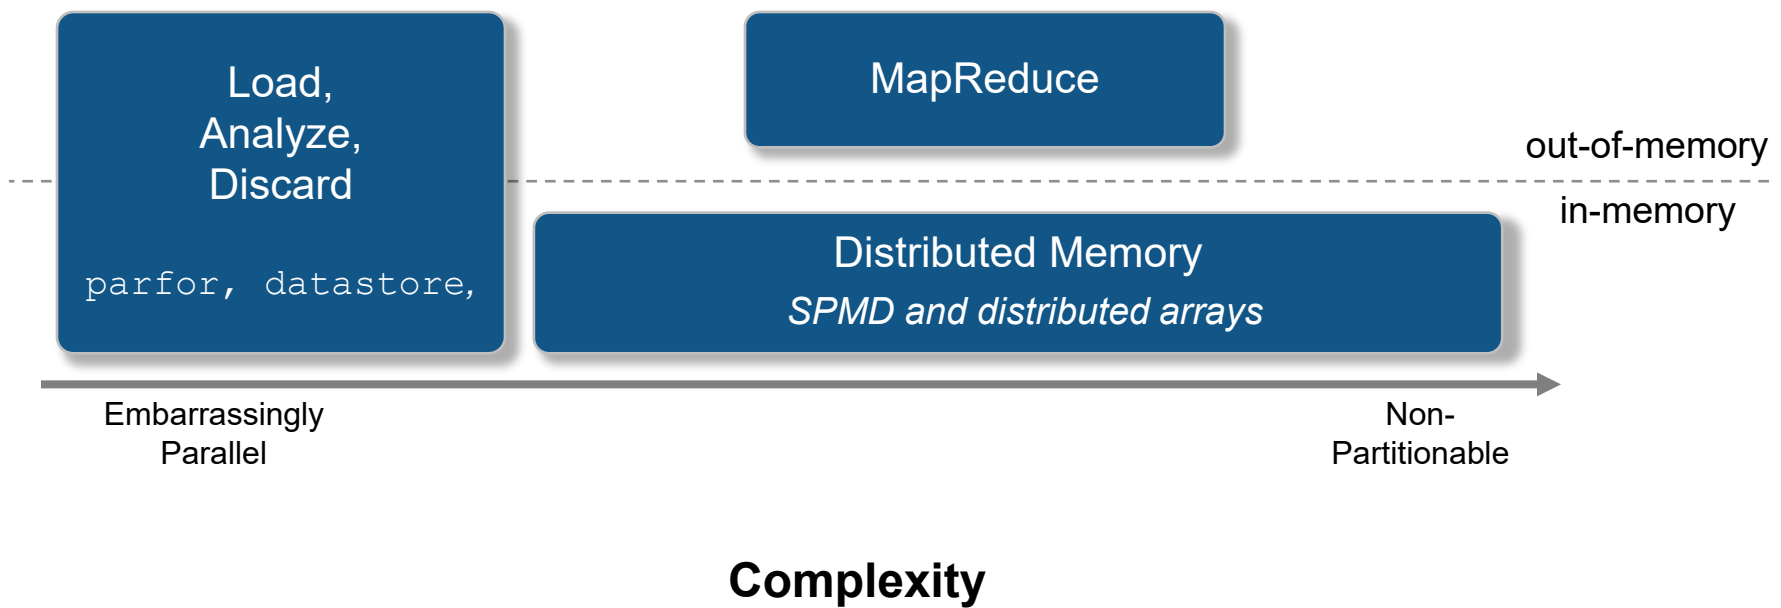 Load,
Analyze,
Discard
parfor, datastore,
MapReduce
out-of-memory
in-memory
Distributed Memory
SPMD and distributed arrays
Embarrassingly
Parallel
Non-
Partitionable
Complexity